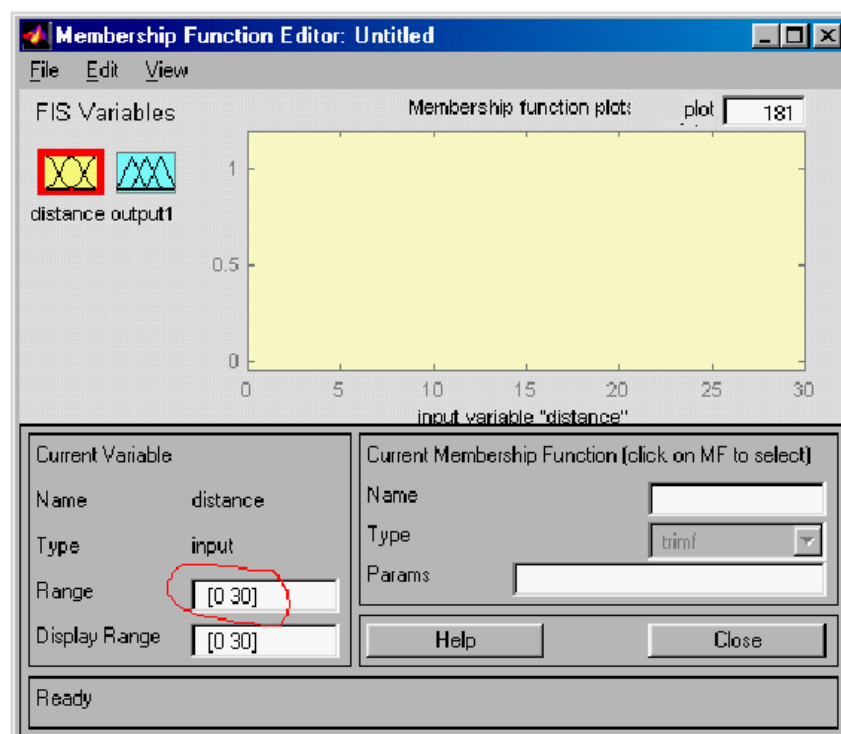 Membership Function Editor: Untitled
File Edit View
FIS Variables
Membership function plots
plot
181
distance output1
1
0.5
0
0 5 10 15 20 25 30
input variable "distance"
Current Variable
Name distance
Type input
Range [0 30]
Display Range [0 30]
Current Membership Function (click on MF to select)
Name
Type trimf
Params
Help Close
Ready